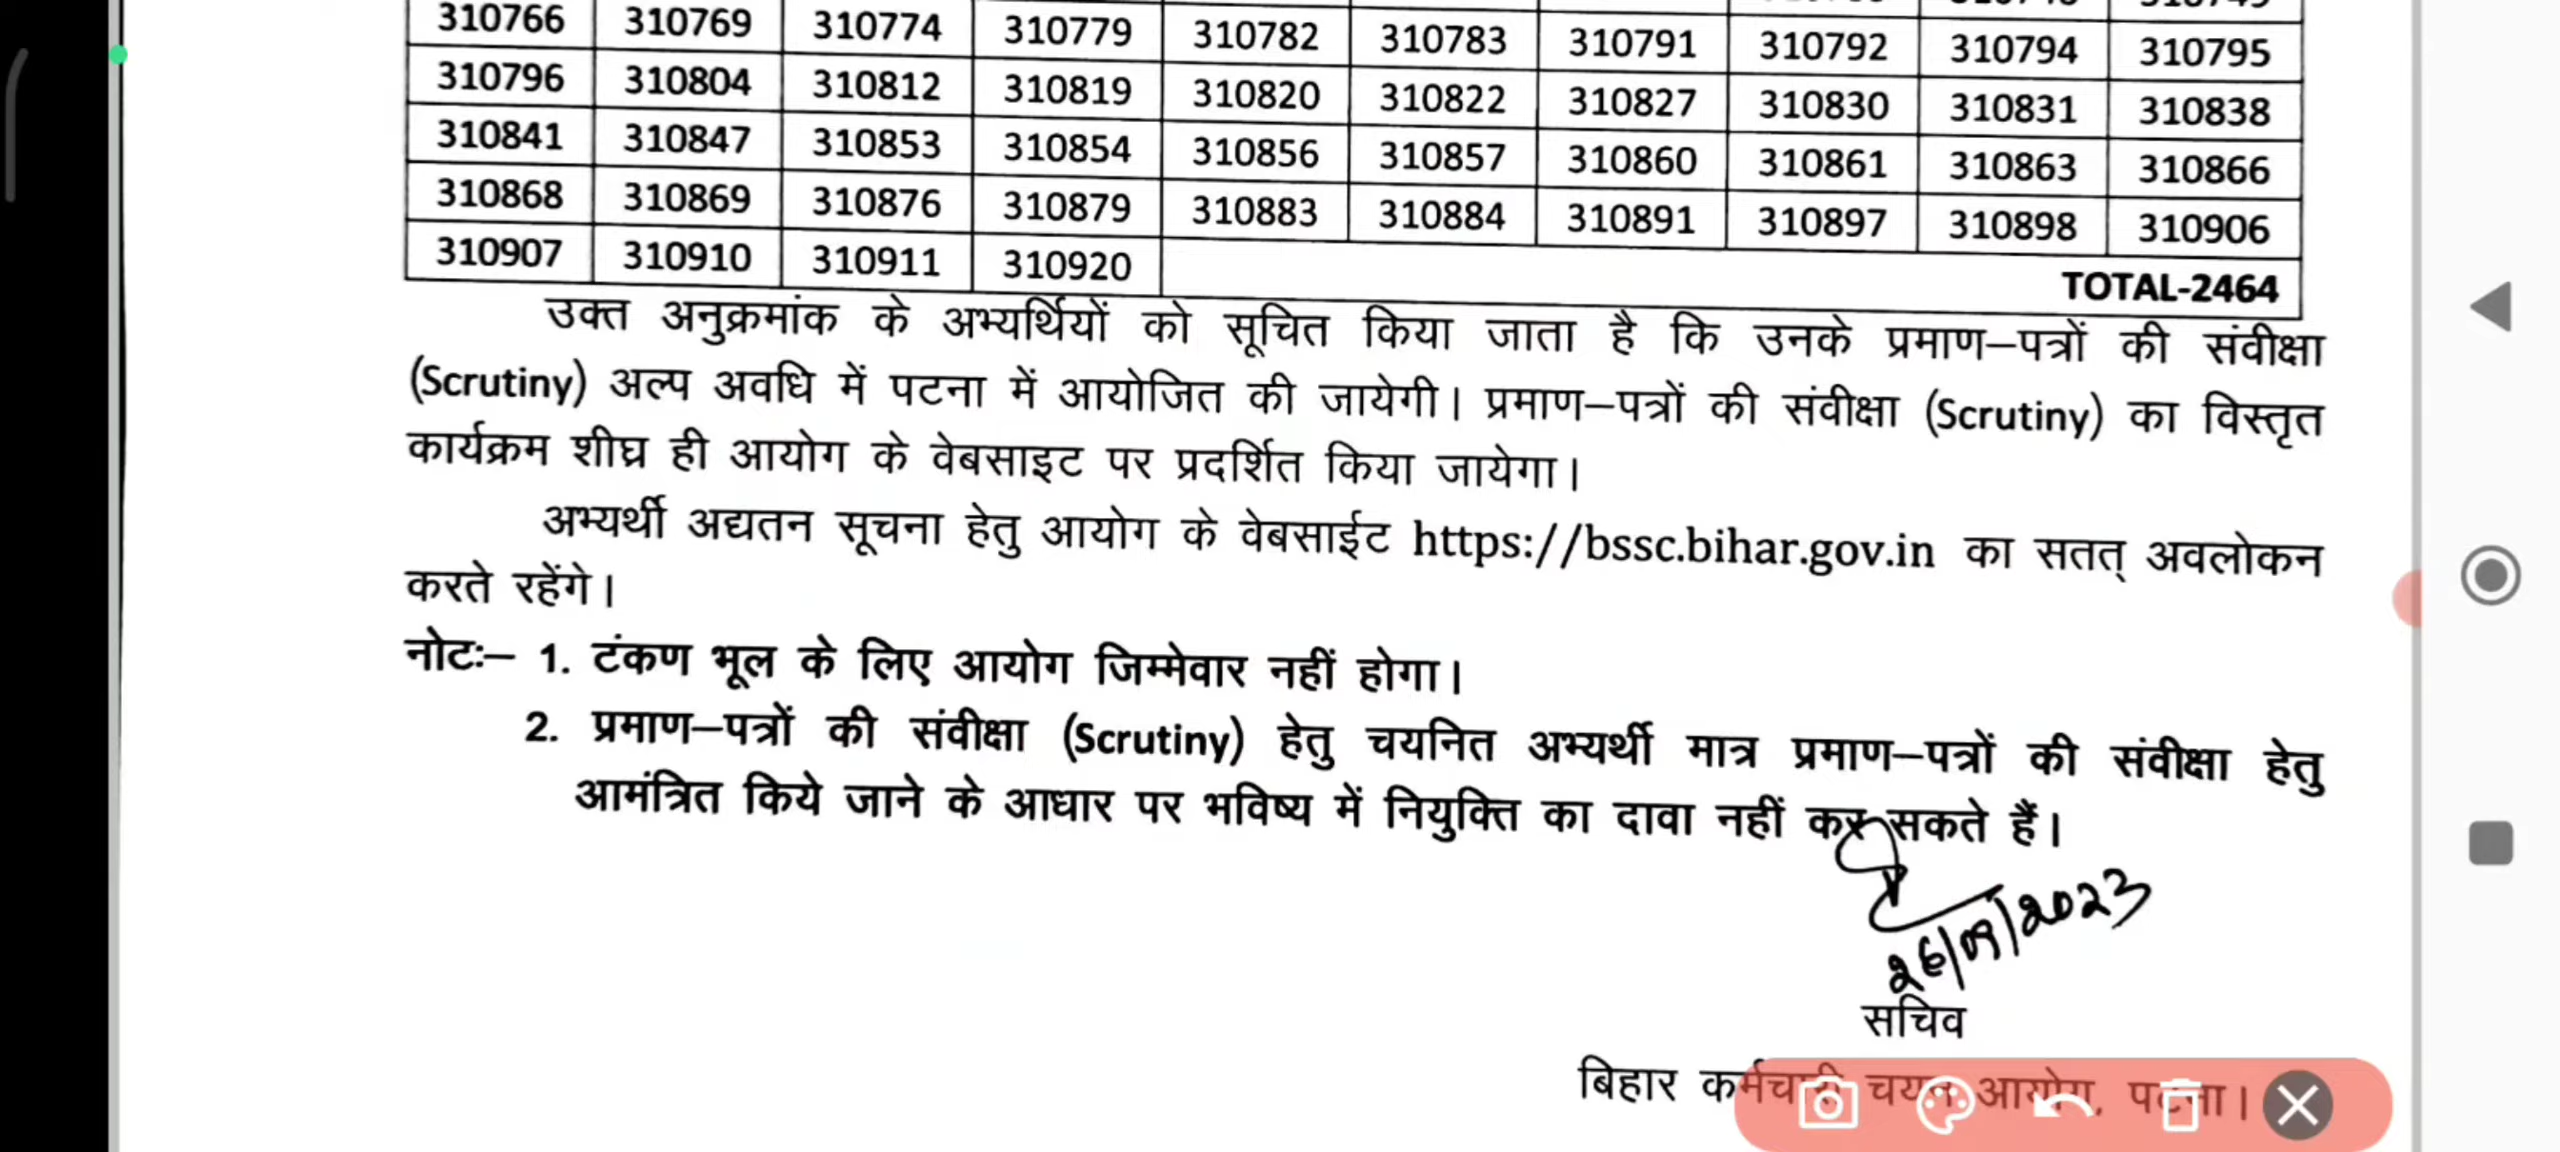 310766 310769 310774 310779 310782 310783 310791 310792 310794 310795
310796 310804 310812 310819 310820 310822 310827 310830 310831 310838
310841 310847 310853 310854 310856 310857 310860 310861 310863 310866
310868 310869 310876 310879 310883 310884 310891 310897 310898 310906
310907 310910 310911 310920 TOTAL-2464
उक्त अनुक्रमांक के अभ्यर्थियों को सूचित किया जाता है कि उनके प्रमाण–पत्रों की संवीक्षा
(Scrutiny) अल्प अवधि में पटना में आयोजित की जायेगी। प्रमाण–पत्रों की संवीक्षा (Scrutiny) का विस्तृत
कार्यक्रम शीघ्र ही आयोग के वेबसाइट पर प्रदर्शित किया जायेगा।
अभ्यर्थी अद्यतन सूचना हेतु आयोग के वेबसाईट https://bssc.bihar.gov.in का सतत् अवलोकन
करते रहेंगे।
नोटः– 1. टंकण भूल के लिए आयोग जिम्मेवार नहीं होगा।
2. प्रमाण–पत्रों की संवीक्षा (Scrutiny) हेतु चयनित अभ्यर्थी मात्र प्रमाण–पत्रों की संवीक्षा हेतु
आमंत्रित किये जाने के आधार पर भविष्य में नियुक्ति का दावा नहीं कर सकते हैं।
26/09/2023
सचिव
बिहार कर्मचारी चयन आयोग, पटना।